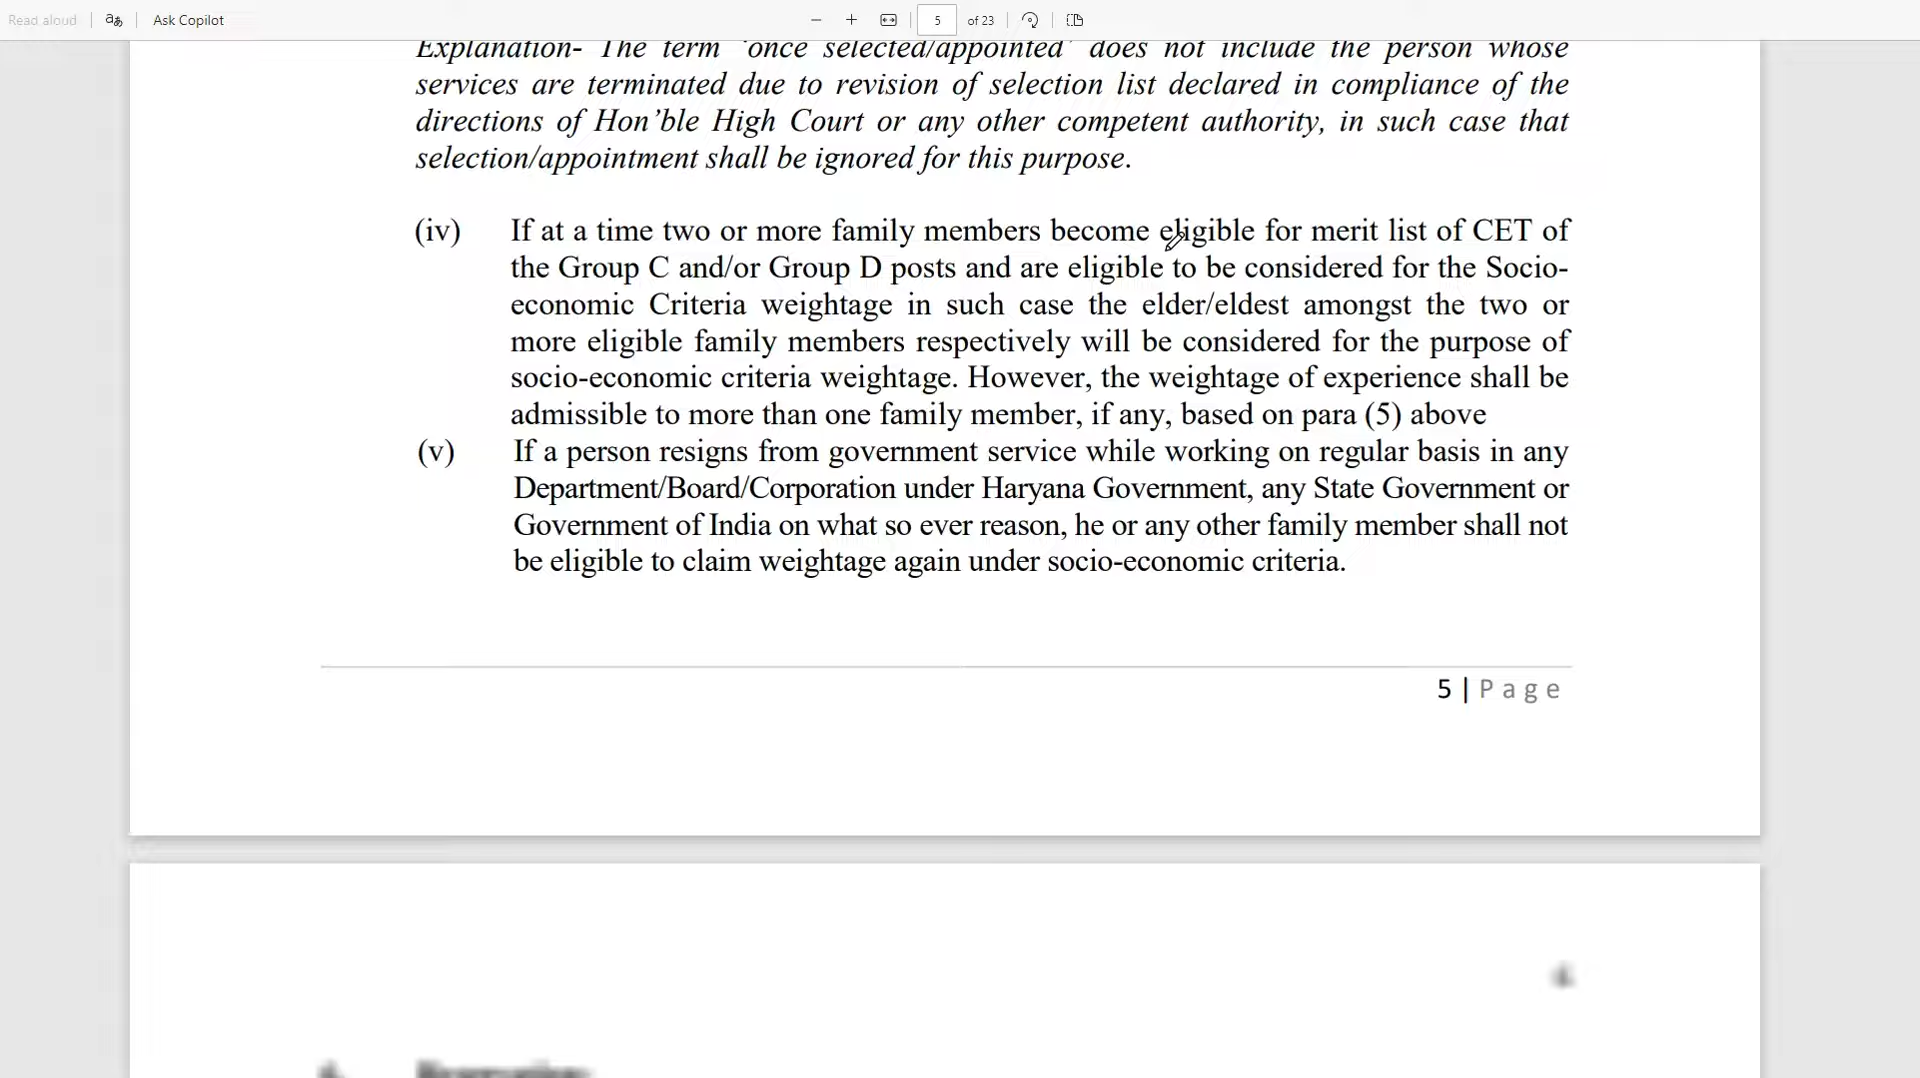 Read aloud
Ask Copilot
5
of 23
Explanation- The term ‘once selected/appointed’ does not include the person whose
services are terminated due to revision of selection list declared in compliance of the
directions of Hon’ble High Court or any other competent authority, in such case that
selection/appointment shall be ignored for this purpose.
(iv) If at a time two or more family members become eligible for merit list of CET of
the Group C and/or Group D posts and are eligible to be considered for the Socio-
economic Criteria weightage in such case the elder/eldest amongst the two or
more eligible family members respectively will be considered for the purpose of
socio-economic criteria weightage. However, the weightage of experience shall be
admissible to more than one family member, if any, based on para (5) above
(v) If a person resigns from government service while working on regular basis in any
Department/Board/Corporation under Haryana Government, any State Government or
Government of India on what so ever reason, he or any other family member shall not
be eligible to claim weightage again under socio-economic criteria.
5 | Page